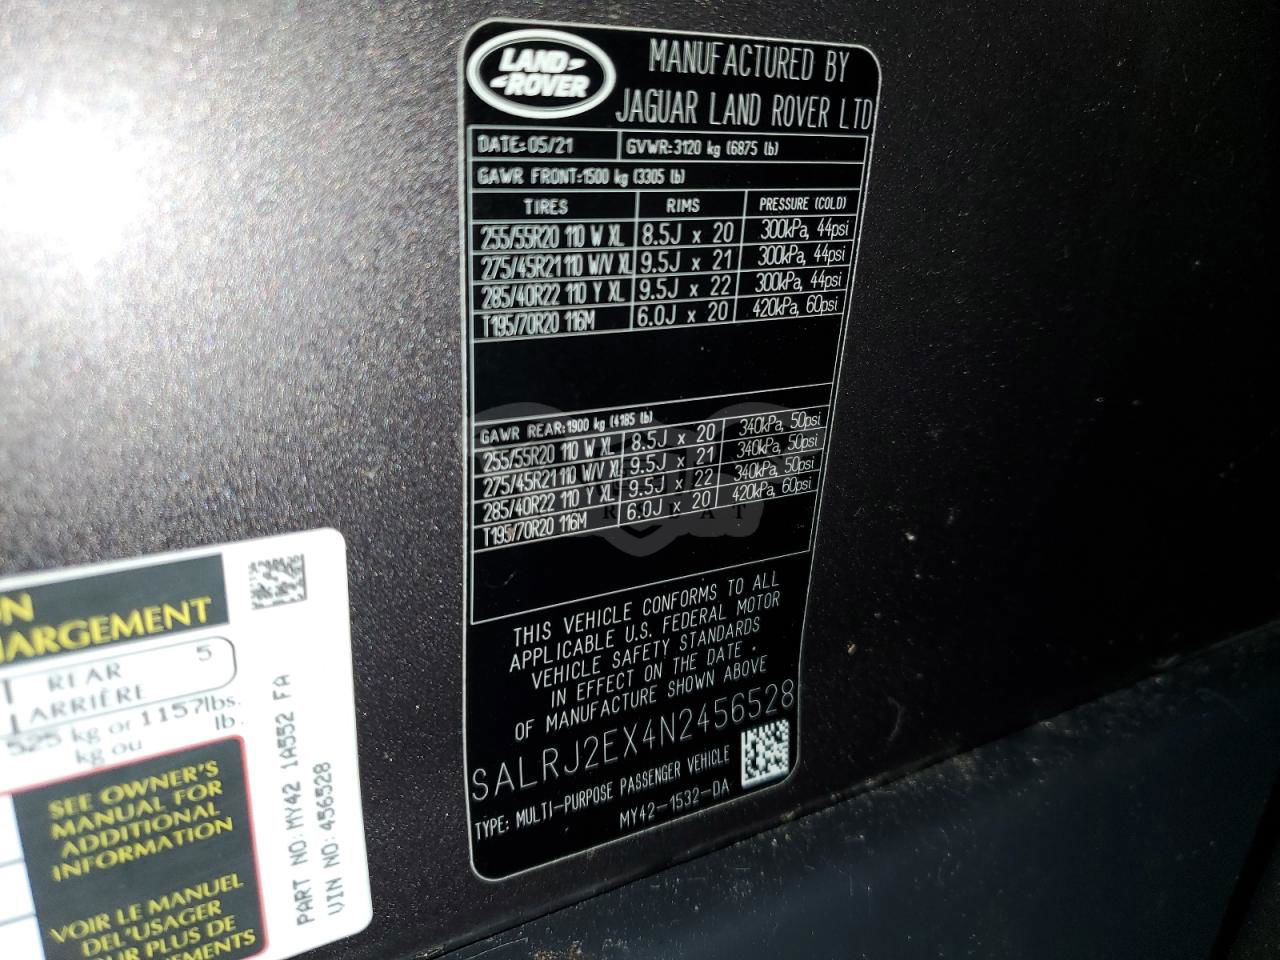 LAND ROVER
MANUFACTURED BY
JAGUAR LAND ROVER LTD
DATE:05/21 GVWR:3120 kg (6875 lb)
GAWR FRONT:1500 kg (3305 lb)
TIRES RIMS PRESSURE (COLD)
255/55R20 110 W XL 8.5J x 20 300kPa, 44psi
275/45R21 110 W/V XL 9.5J x 21 300kPa, 44psi
285/40R22 110 Y XL 9.5J x 22 300kPa, 44psi
T195/70R20 116M 6.0J x 20 420kPa, 60psi
GAWR REAR:1900 kg (4185 lb)
255/55R20 110 W XL 8.5J x 20 340kPa, 50psi
275/45R21 110 W/V XL 9.5J x 21 340kPa, 50psi
285/40R22 110 Y XL 9.5J x 22 340kPa, 50psi
T195/70R20 116M 6.0J x 20 420kPa, 60psi
THIS VEHICLE CONFORMS TO ALL
APPLICABLE U.S. FEDERAL MOTOR
VEHICLE SAFETY STANDARDS
IN EFFECT ON THE DATE
OF MANUFACTURE SHOWN ABOVE
SALRJ2EX4N2456528
TYPE: MULTI-PURPOSE PASSENGER VEHICLE
MY42-1532-DA
ON
HARGEMENT
REAR 5
ARRIÈRE
525 kg or 1157lbs.
kg ou lb.
SEE OWNER'S
MANUAL FOR
ADDITIONAL
INFORMATION
VOIR LE MANUEL
DEL'USAGER
UR PLUS DE
EMENTS
PART NO:MY42 1A552 FA
VIN NO:456528